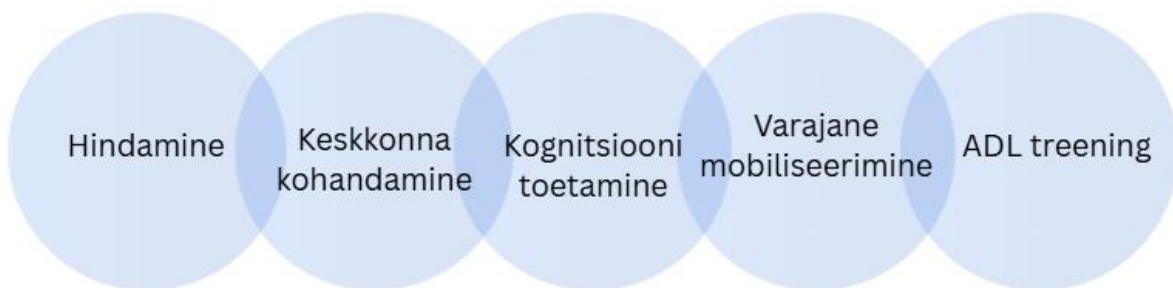 Hindamine
Keskkonna
kohandamine
Kognitsiooni
toetamine
Varajane
mobiliseerimine
ADL treening